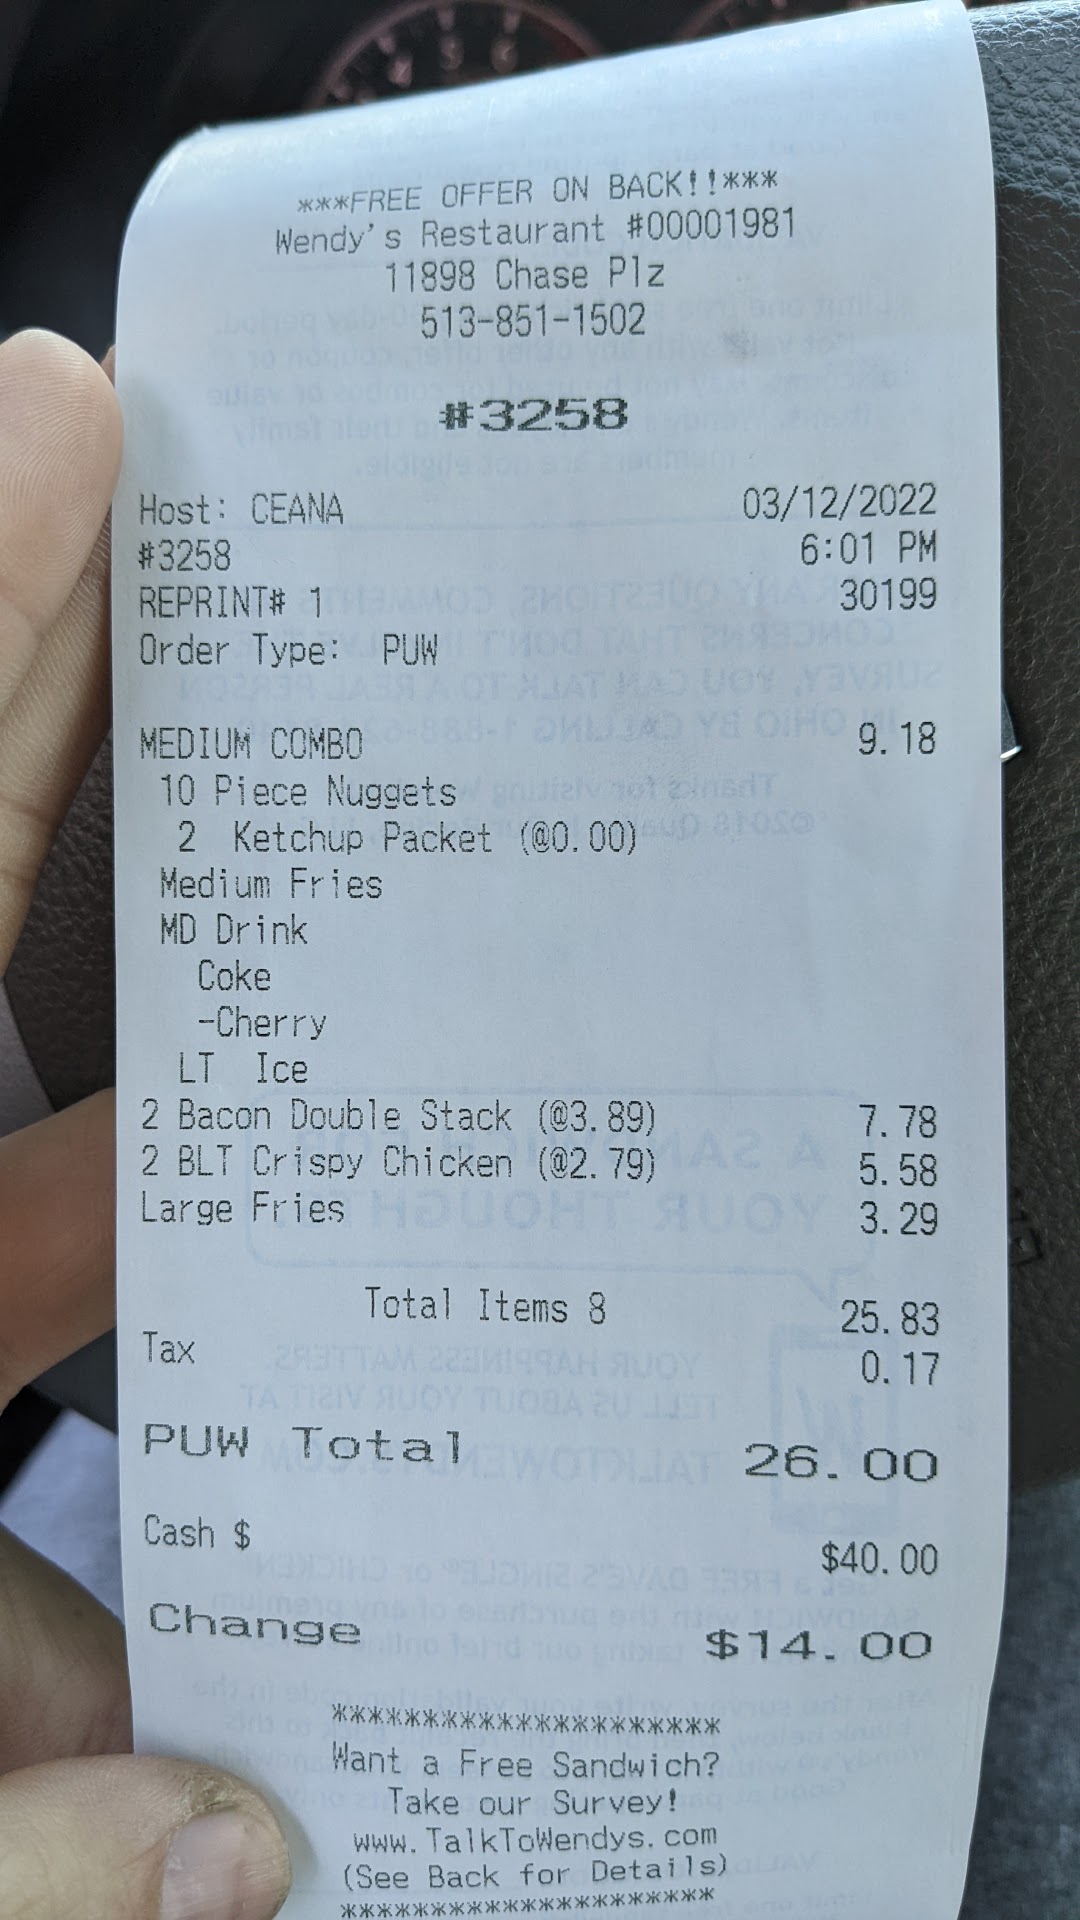 ***FREE OFFER ON BACK!!***
Wendy's Restaurant #00001981
11898 Chase Plz
513-851-1502
#3258
Host: CEANA 03/12/2022
#3258 6:01 PM
REPRINT# 1 30199
Order Type: PUW
MEDIUM COMBO 9.18
10 Piece Nuggets
2 Ketchup Packet (@0.00)
Medium Fries
MD Drink
Coke
-Cherry
LT Ice
2 Bacon Double Stack (@3.89) 7.78
2 BLT Crispy Chicken (@2.79) 5.58
Large Fries 3.29
Total Items 8 25.83
Tax 0.17
PUW Total 26.00
Cash $ $40.00
Change $14.00
*********************
Want a Free Sandwich?
Take our Survey!
www.TalkToWendys.com
(See Back for Details)
********************